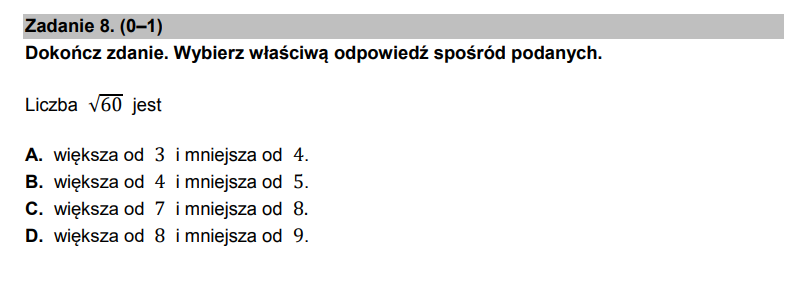 Zadanie 8. (0–1)
Dokończ zdanie. Wybierz właściwą odpowiedź spośród podanych.
Liczba √60 jest
A. większa od 3 i mniejsza od 4.
B. większa od 4 i mniejsza od 5.
C. większa od 7 i mniejsza od 8.
D. większa od 8 i mniejsza od 9.